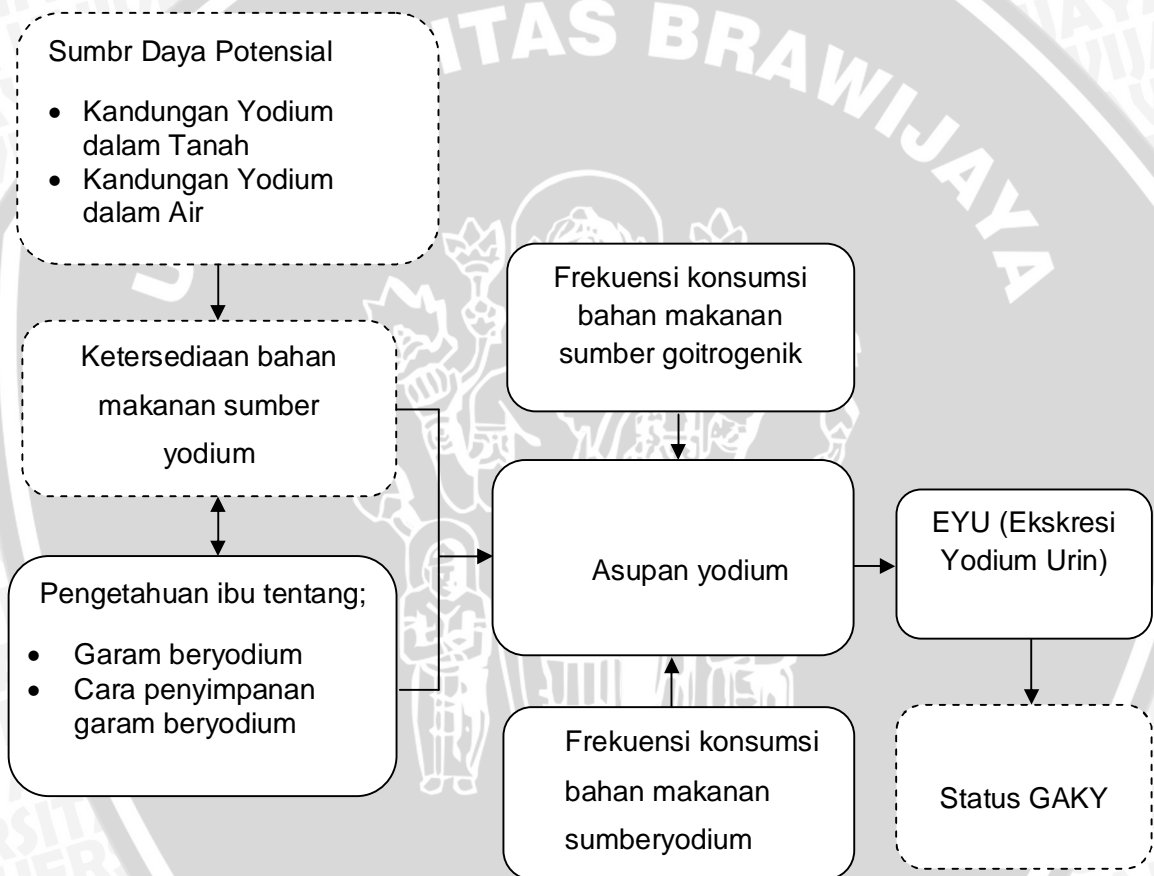 UNIVERSITAS BRAWIJAYA
Sumbr Daya Potensial
• Kandungan Yodium
dalam Tanah
• Kandungan Yodium
dalam Air
Frekuensi konsumsi
bahan makanan
sumber goitrogenik
Ketersediaan bahan
makanan sumber
yodium
Asupan yodium
EYU (Ekskresi
Yodium Urin)
Pengetahuan ibu tentang;
• Garam beryodium
• Cara penyimpanan
garam beryodium
Frekuensi konsumsi
bahan makanan
sumberyodium
Status GAKY